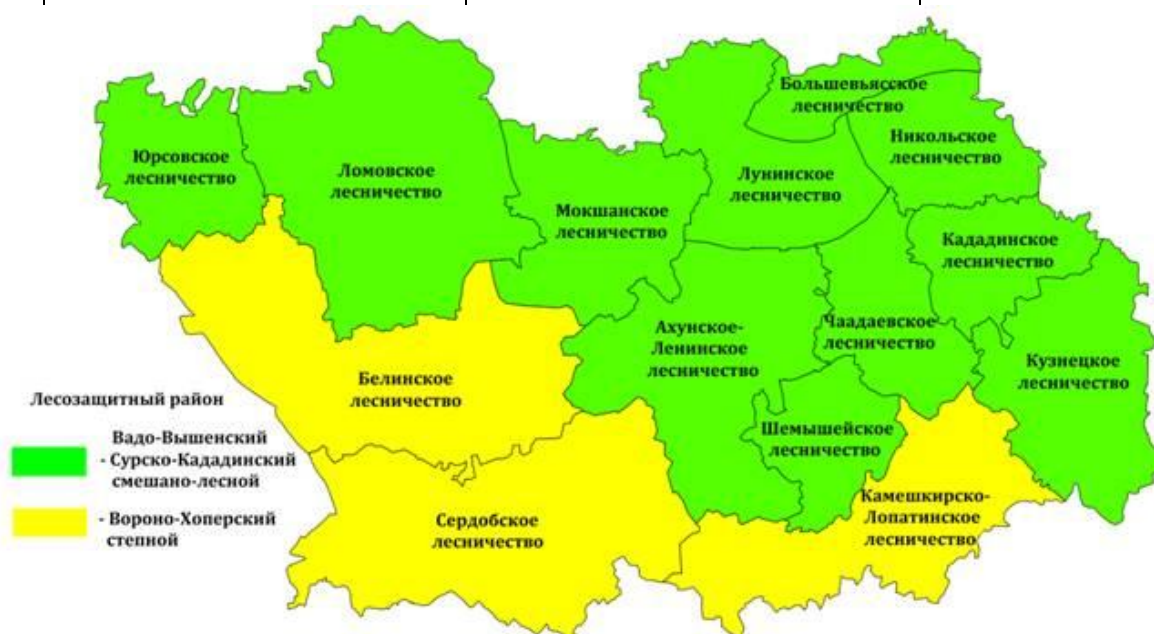 Большевьясское
лесничество
Никольское
лесничество
Юрсовское
лесничество
Ломовское
лесничество
Лунинское
лесничество
Мокшанское
лесничество
Кададинское
лесничество
Ахунское-
Ленинское
лесничество
Чаадаевское
лесничество
Кузнецкое
лесничество
Белинское
лесничество
Шемышейское
лесничество
Камешкирско-
Лопатинское
лесничество
Сердобское
лесничество
Лесозащитный район
Вадо-Вышенский
- Сурско-Кададинский
смешано-лесной
- Вороно-Хоперский
степной